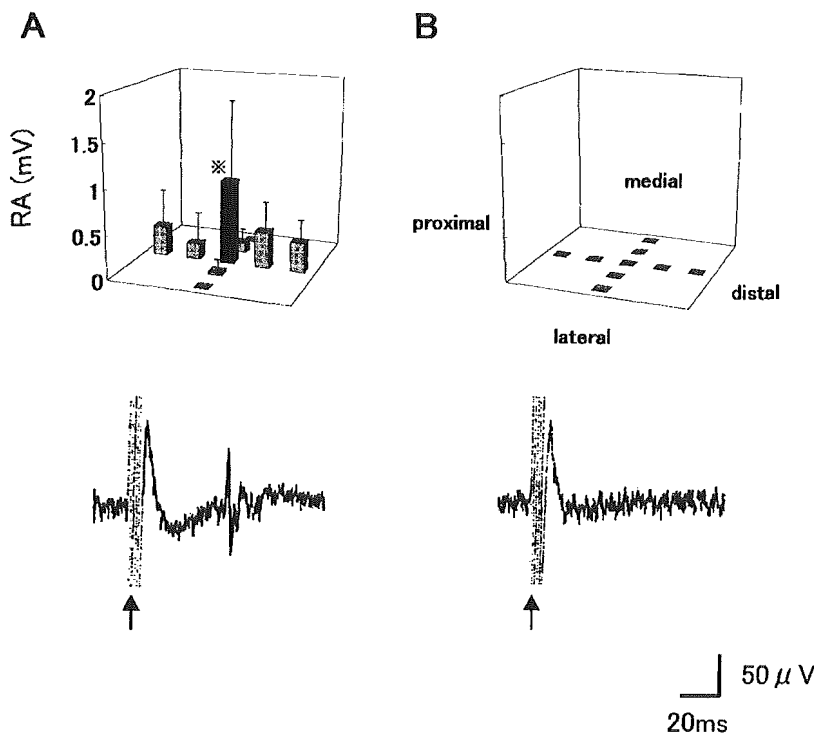 A
B
2
1.5
1
0.5
0
RA (mV)
※
proximal
medial
distal
lateral
50 μV
20ms